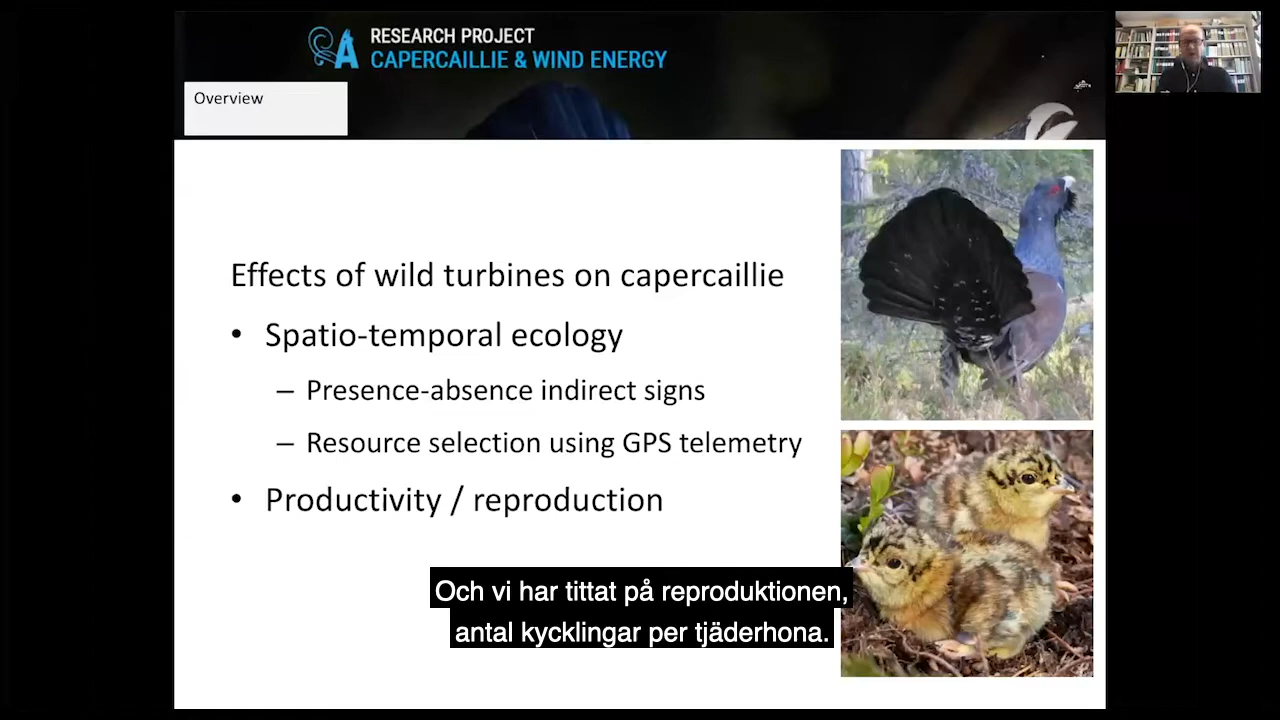 RESEARCH PROJECT
CAPERCAILLIE & WIND ENERGY
Overview
Effects of wild turbines on capercaillie
• Spatio-temporal ecology
– Presence-absence indirect signs
– Resource selection using GPS telemetry
• Productivity / reproduction
Och vi har tittat på reproduktionen,
antal kycklingar per tjäderhona.